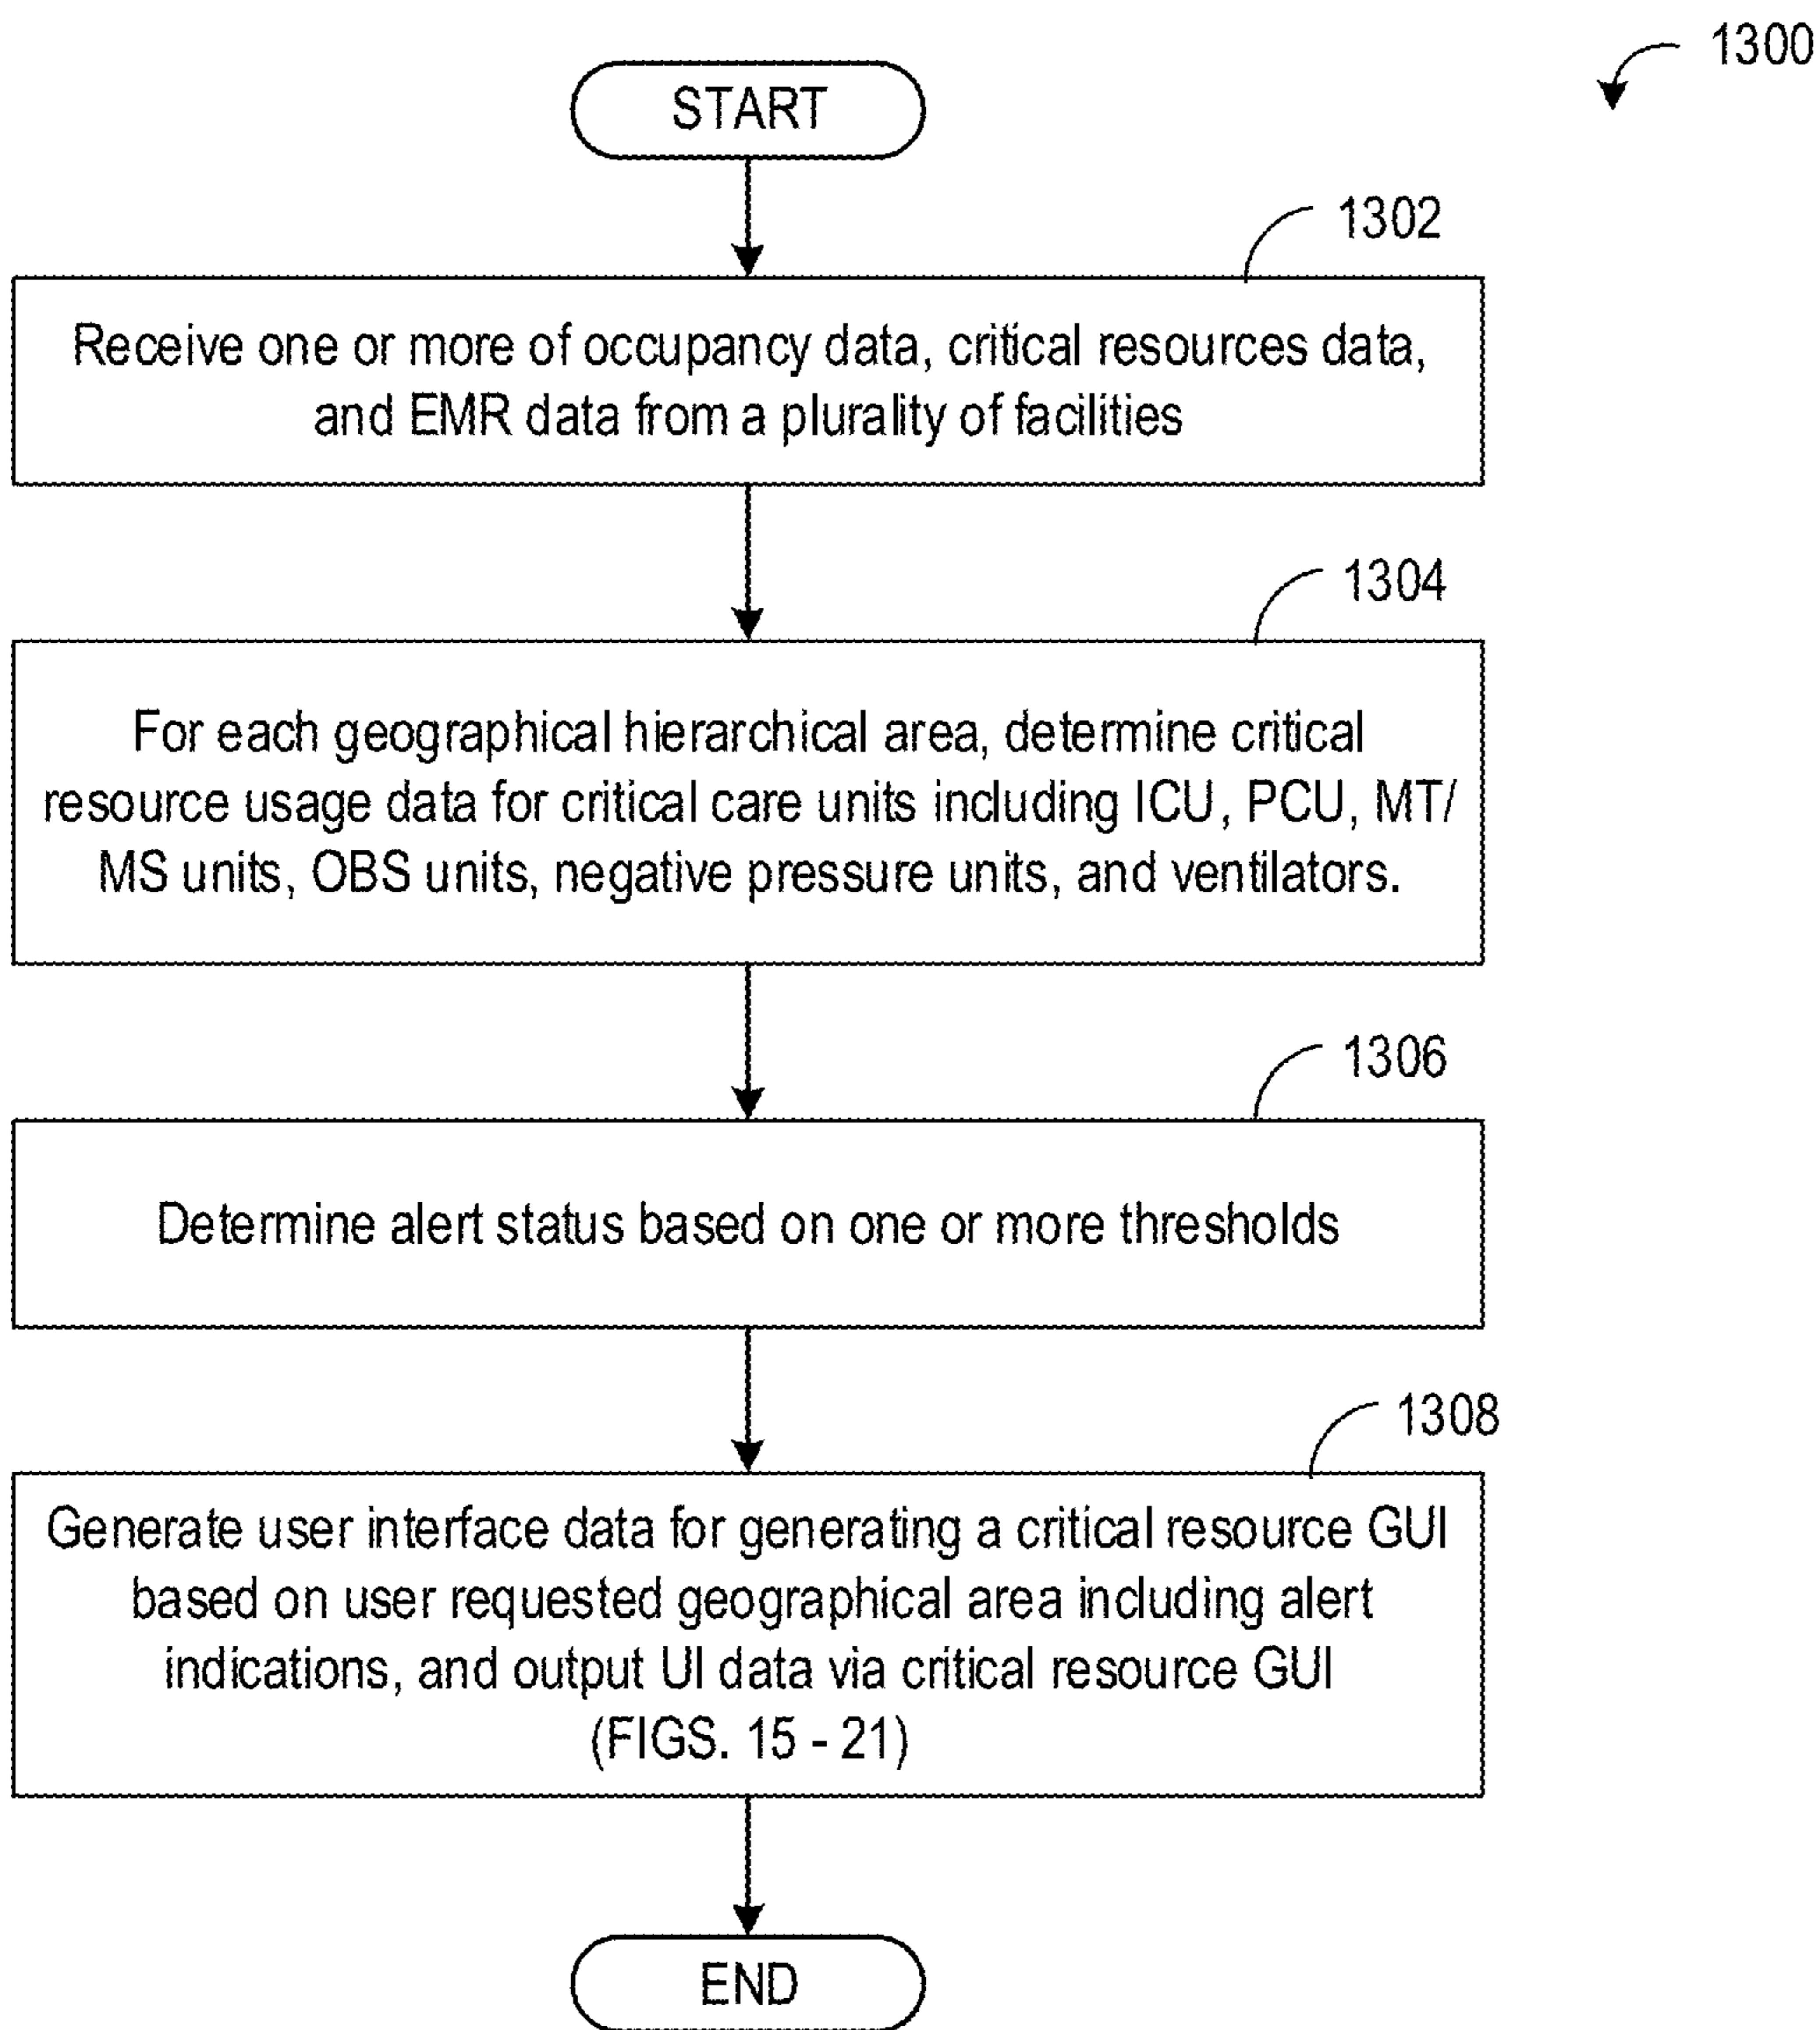 1300
START
1302
Receive one or more of occupancy data, critical resources data,
and EMR data from a plurality of facilities
1304
For each geographical hierarchical area, determine critical
resource usage data for critical care units including ICU, PCU, MT/
MS units, OBS units, negative pressure units, and ventilators.
1306
Determine alert status based on one or more thresholds
1308
Generate user interface data for generating a critical resource GUI
based on user requested geographical area including alert
indications, and output UI data via critical resource GUI
(FIGS. 15 - 21)
END